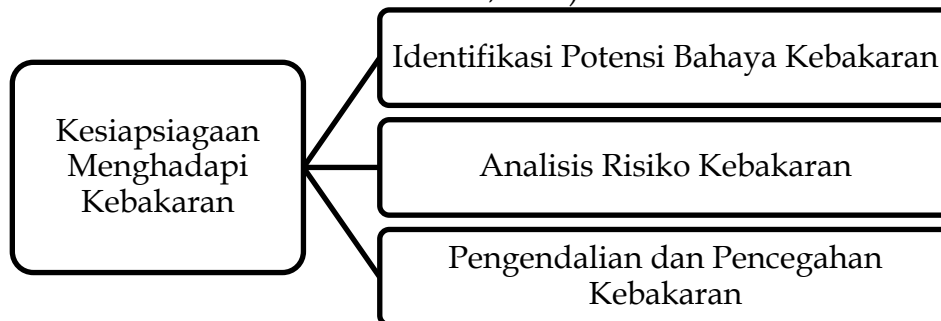 Kesiapsiagaan
Menghadapi
Kebakaran
Identifikasi Potensi Bahaya Kebakaran
Analisis Risiko Kebakaran
Pengendalian dan Pencegahan
Kebakaran